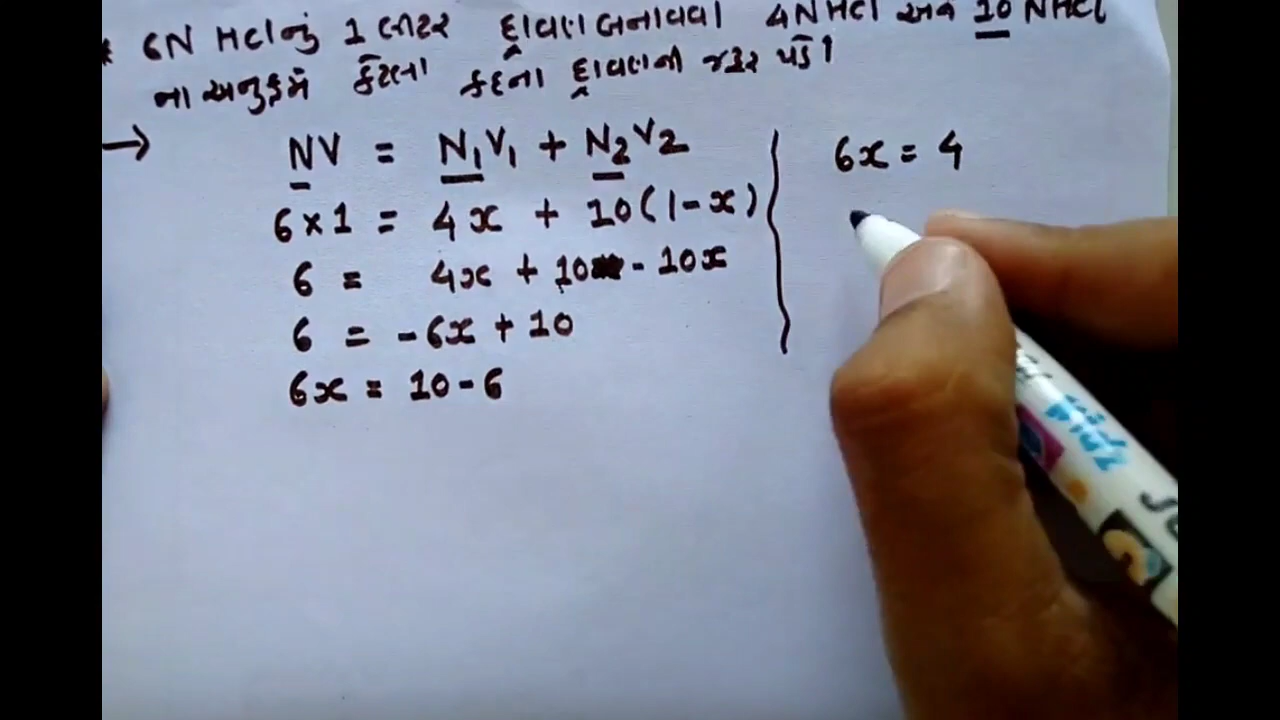 * 6N HClનું 1 લીટર દ્રાવણ બનાવવા 4N HCl અને 10 NHCl
ના અનુક્રમે કેટલા કદના દ્રાવણની જરૂર પડે ?
→ NV = N₁V₁ + N₂V₂
6 × 1 = 4x + 10(1 - x)
6 = 4x + 10 - 10x
6 = - 6x + 10
6x = 10 - 6
6x = 4